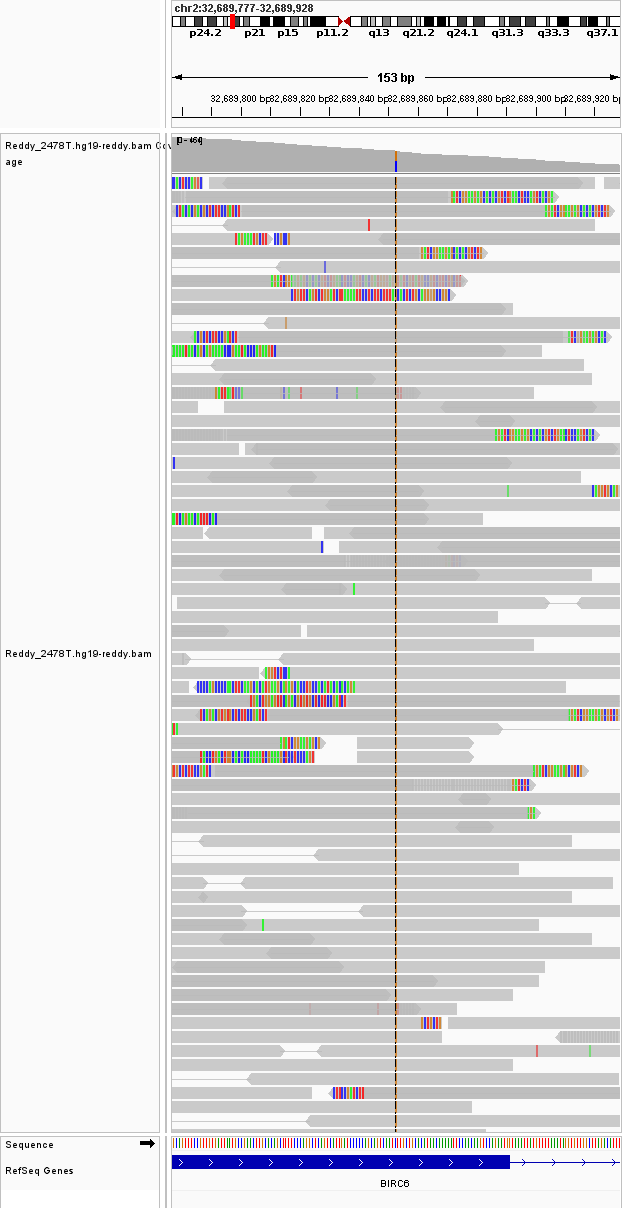 chr2:32,689,777-32,689,928
p24.2 p21 p15 p11.2 q13 q21.2 q24.1 q31.3 q33.3 q37.1
153 bp
32,689,800 bp 32,689,820 bp 32,689,840 bp 32,689,860 bp 32,689,880 bp 32,689,900 bp 32,689,920 bp
Reddy_2478T.hg19-reddy.bam Cov
age
Reddy_2478T.hg19-reddy.bam
Sequence
RefSeq Genes
BIRC6